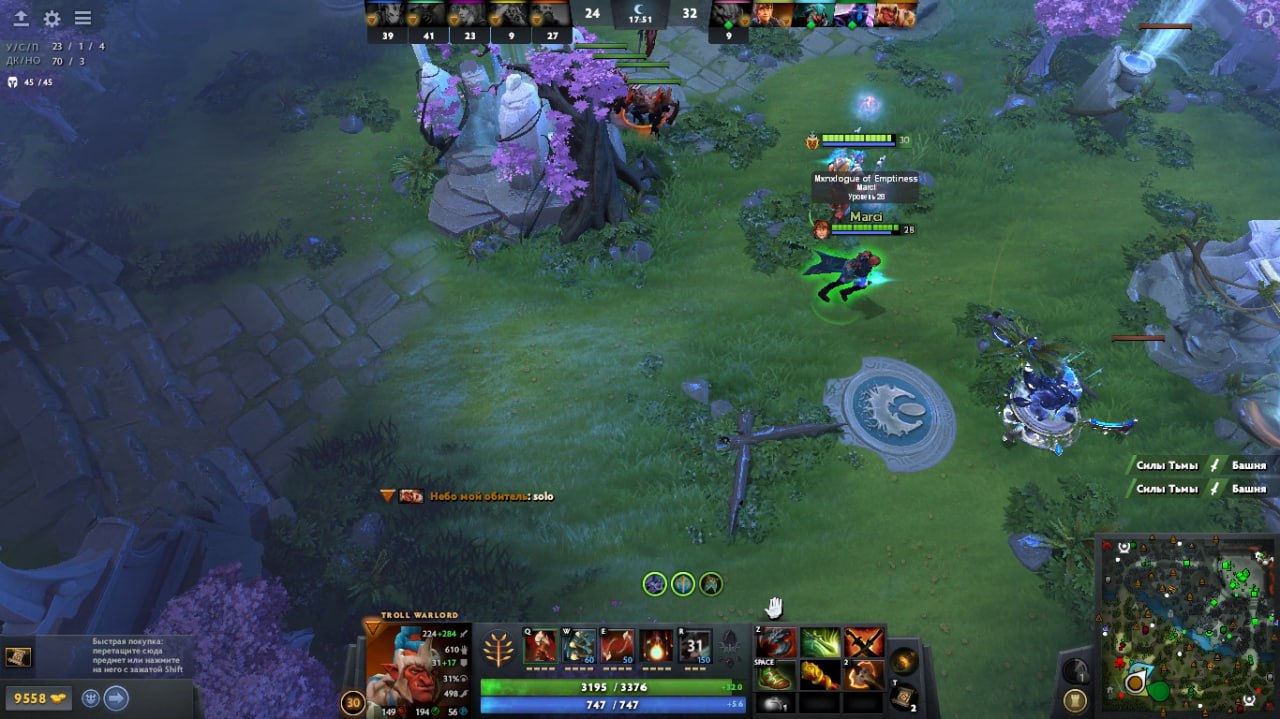 24 17:51 32
39 41 23 9 27 9
У/С/П 23 / 1 / 4
ДК/НО 70 / 3
45 /45
30
Mxnxlogue of Emptiness
Marci
Уровень 28
Marci
28
Силы Тьмы Башня
Силы Тьмы Башня
Небо мой обитель: solo
TROLL WARLORD
224+284
610
31+17
31%
498
149 194 56
30
Q W E R
60 50 31 150
3195 / 3376 +32.0
747 / 747 +5.6
Z
SPACE 2
1
T
2
1
Быстрая покупка:
перетащите сюда
предмет или нажмите
на него с зажатой Shift
9558